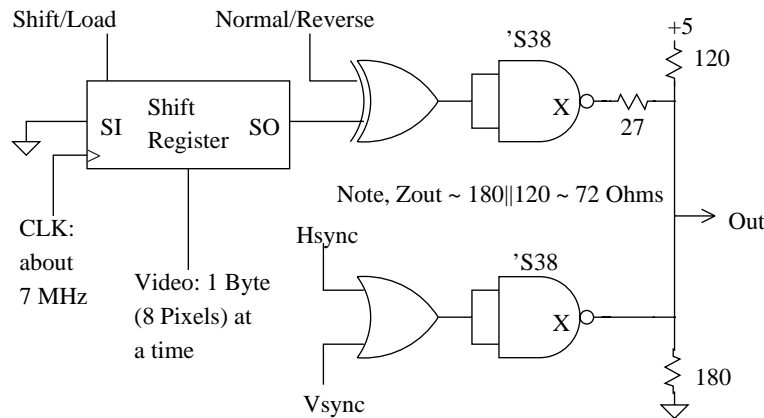 Shift/Load
Normal/Reverse
'S38
+5
120
Shift
Register
SI
SO
X
27
Note, Zout ~ 180||120 ~ 72 Ohms
CLK:
about
7 MHz
Video: 1 Byte
(8 Pixels) at
a time
Hsync
'S38
Out
X
Vsync
180